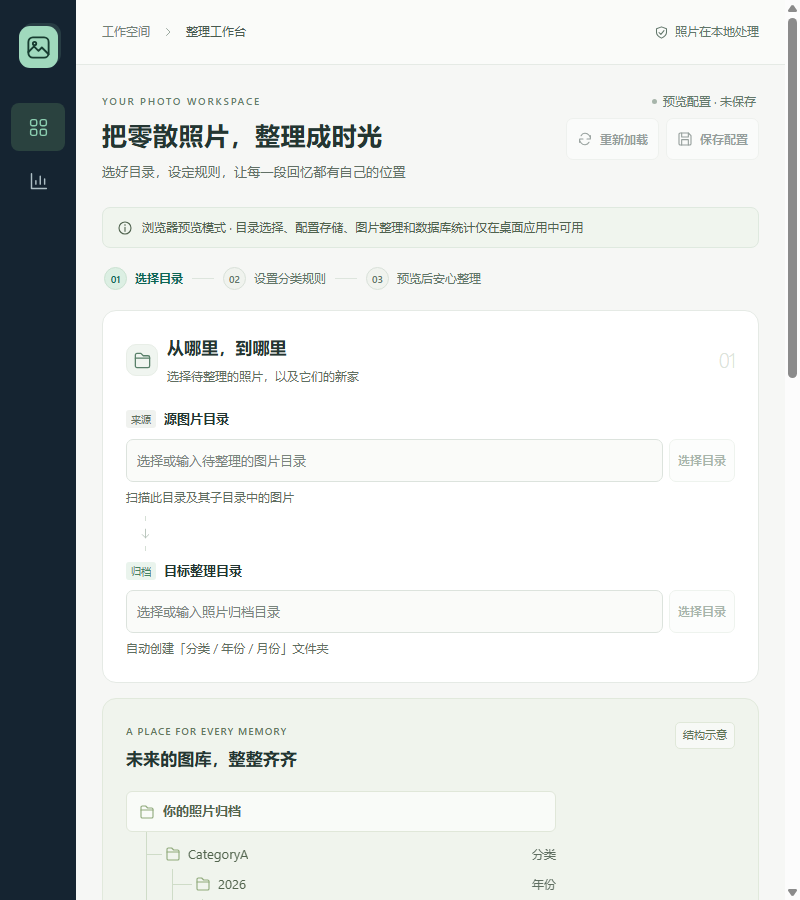 工作空间 > 整理工作台
照片在本地处理
YOUR PHOTO WORKSPACE
预览配置 · 未保存
把零散照片，整理成时光
重新加载
保存配置
选好目录，设定规则，让每一段回忆都有自己的位置
浏览器预览模式 · 目录选择、配置存储、图片整理和数据库统计仅在桌面应用中可用
01 选择目录
02 设置分类规则
03 预览后安心整理
从哪里，到哪里
01
选择待整理的照片，以及它们的新家
来源 源图片目录
选择或输入待整理的图片目录
选择目录
扫描此目录及其子目录中的图片
归档 目标整理目录
选择或输入照片归档目录
选择目录
自动创建「分类 / 年份 / 月份」文件夹
A PLACE FOR EVERY MEMORY
结构示意
未来的图库，整整齐齐
你的照片归档
CategoryA 分类
2026 年份